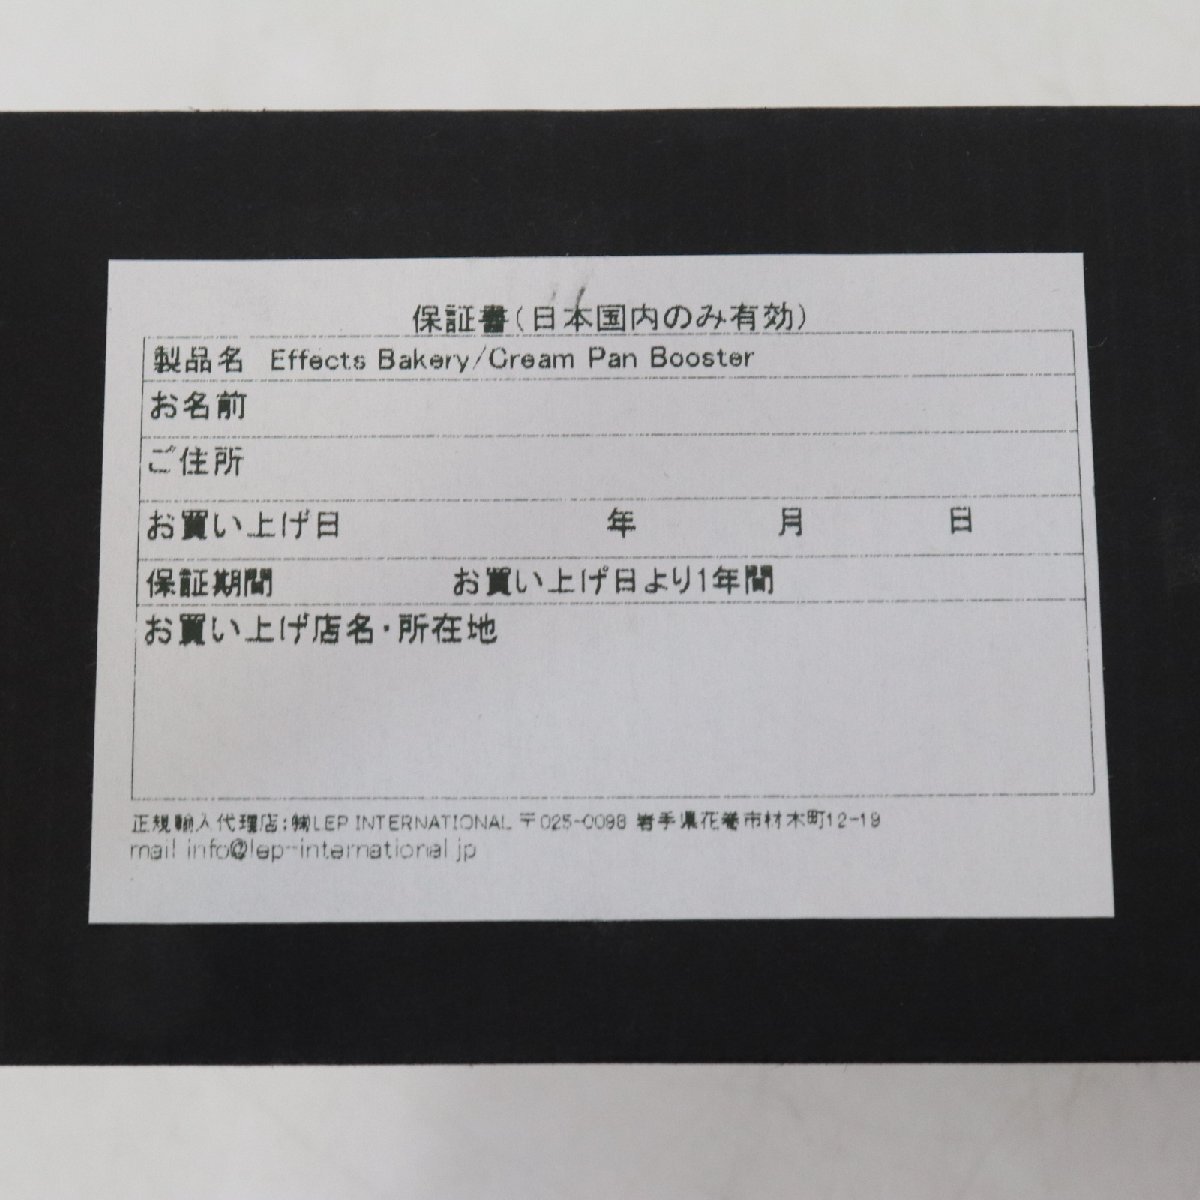 保証書(日本国内のみ有効)
製品名 Effects Bakery/Cream Pan Booster
お名前
ご住所
お買い上げ日 年 月 日
保証期間 お買い上げ日より1年間
お買い上げ店名・所在地
正規輸入代理店:㈱LEP INTERNATIONAL 〒025-0098 岩手県花巻市材木町12-19
mail info@lep-international.jp